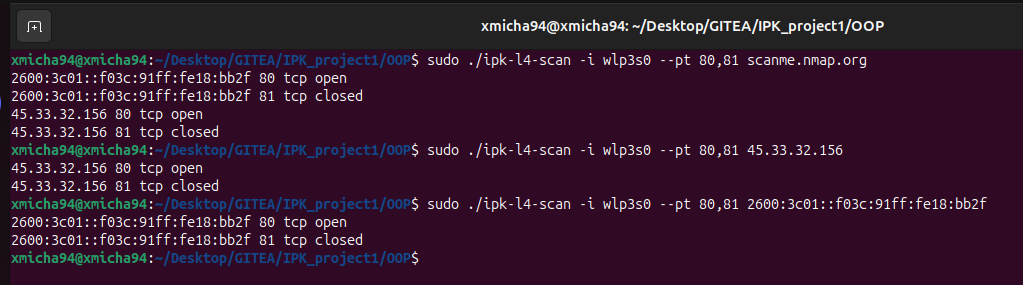 xmicha94@xmicha94: ~/Desktop/GITEA/IPK_project1/OOP
xmicha94@xmicha94:~/Desktop/GITEA/IPK_project1/OOP$ sudo ./ipk-l4-scan -i wlp3s0 --pt 80,81 scanme.nmap.org
2600:3c01::f03c:91ff:fe18:bb2f 80 tcp open
2600:3c01::f03c:91ff:fe18:bb2f 81 tcp closed
45.33.32.156 80 tcp open
45.33.32.156 81 tcp closed
xmicha94@xmicha94:~/Desktop/GITEA/IPK_project1/OOP$ sudo ./ipk-l4-scan -i wlp3s0 --pt 80,81 45.33.32.156
45.33.32.156 80 tcp open
45.33.32.156 81 tcp closed
xmicha94@xmicha94:~/Desktop/GITEA/IPK_project1/OOP$ sudo ./ipk-l4-scan -i wlp3s0 --pt 80,81 2600:3c01::f03c:91ff:fe18:bb2f
2600:3c01::f03c:91ff:fe18:bb2f 80 tcp open
2600:3c01::f03c:91ff:fe18:bb2f 81 tcp closed
xmicha94@xmicha94:~/Desktop/GITEA/IPK_project1/OOP$